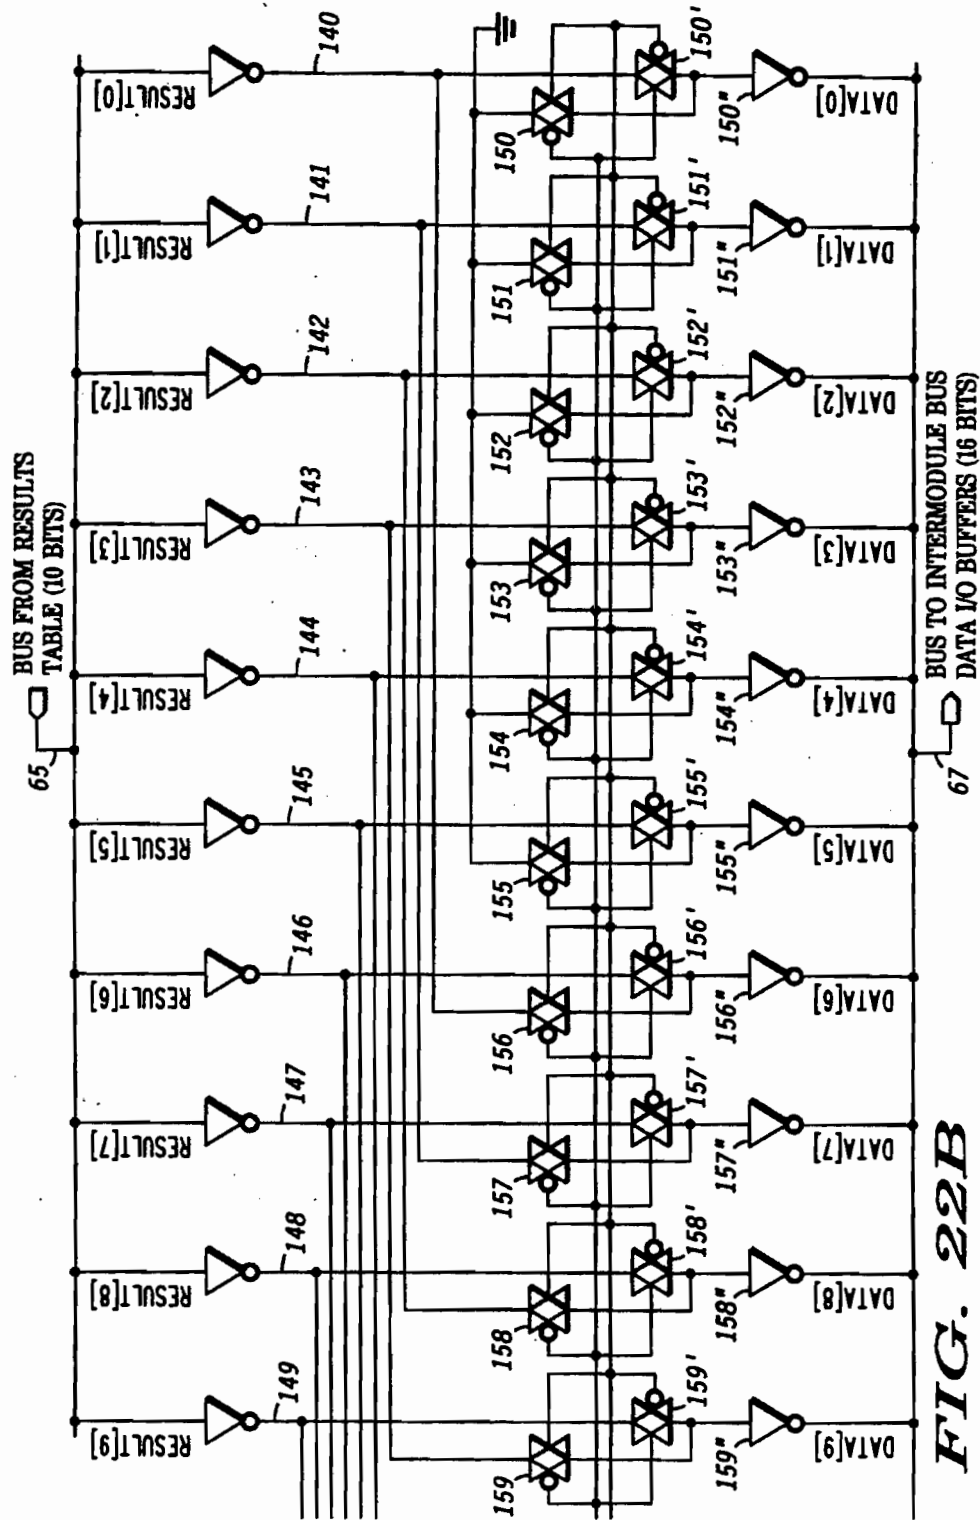 BUS FROM RESULTS
TABLE (10 BITS)
65
RESULT[9]
RESULT[8]
RESULT[7]
RESULT[6]
RESULT[5]
RESULT[4]
RESULT[3]
RESULT[2]
RESULT[1]
RESULT[0]
149
148
147
146
145
144
143
142
141
140
159
158
157
156
155
154
153
152
151
150
159'
158'
157'
156'
155'
154'
153'
152'
151'
150'
159"
158"
157"
156"
155"
154"
153"
152"
151"
150"
DATA[9]
DATA[8]
DATA[7]
DATA[6]
DATA[5]
DATA[4]
DATA[3]
DATA[2]
DATA[1]
DATA[0]
67
BUS TO INTERMODULE BUS
DATA I/O BUFFERS (16 BITS)
FIG. 22B